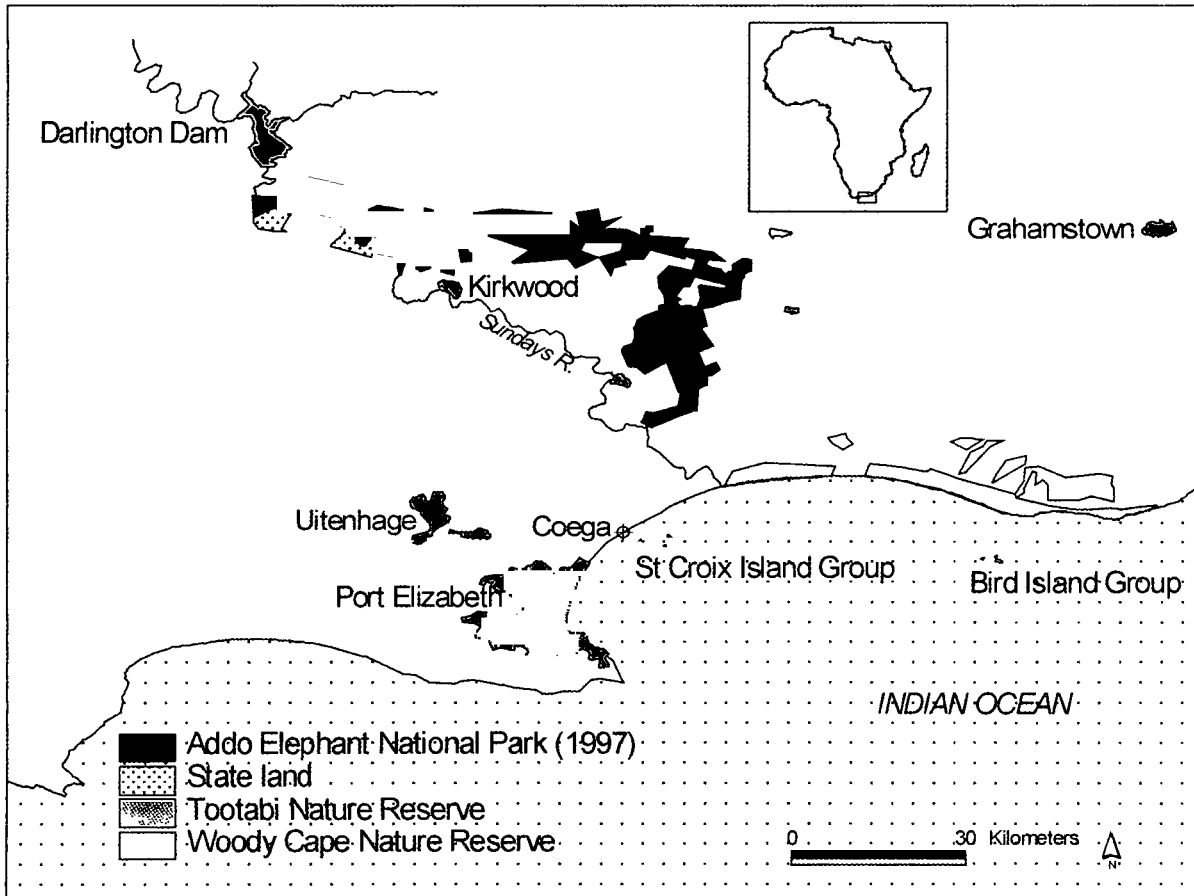 Darlington Dam
Grahamstown
Kirkwood
Sundays R.
Uitenhage
Coega
St Croix Island Group
Bird Island Group
Port Elizabeth
INDIAN OCEAN
Addo Elephant National Park (1997)
State land
Tootabi Nature Reserve
Woody Cape Nature Reserve
0 30 Kilometers
N